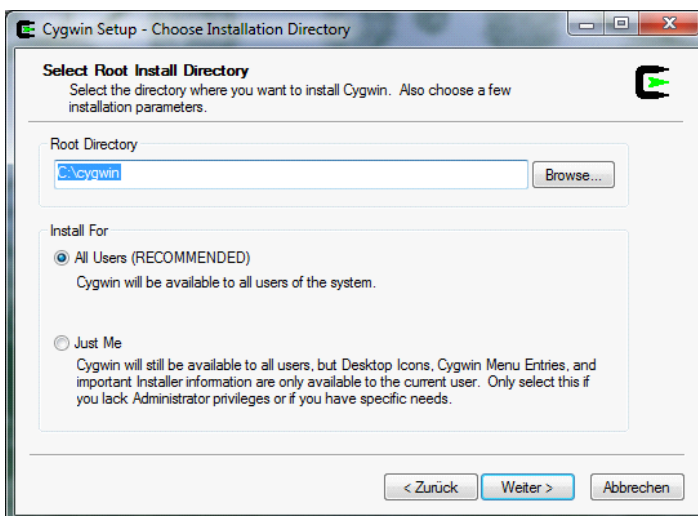 Cygwin Setup - Choose Installation Directory
Select Root Install Directory
Select the directory where you want to install Cygwin. Also choose a few
installation parameters.
Root Directory
C:\cygwin
Browse...
Install For
All Users (RECOMMENDED)
Cygwin will be available to all users of the system.
Just Me
Cygwin will still be available to all users, but Desktop Icons, Cygwin Menu Entries, and
important Installer information are only available to the current user. Only select this if
you lack Administrator privileges or if you have specific needs.
< Zurück
Weiter >
Abbrechen